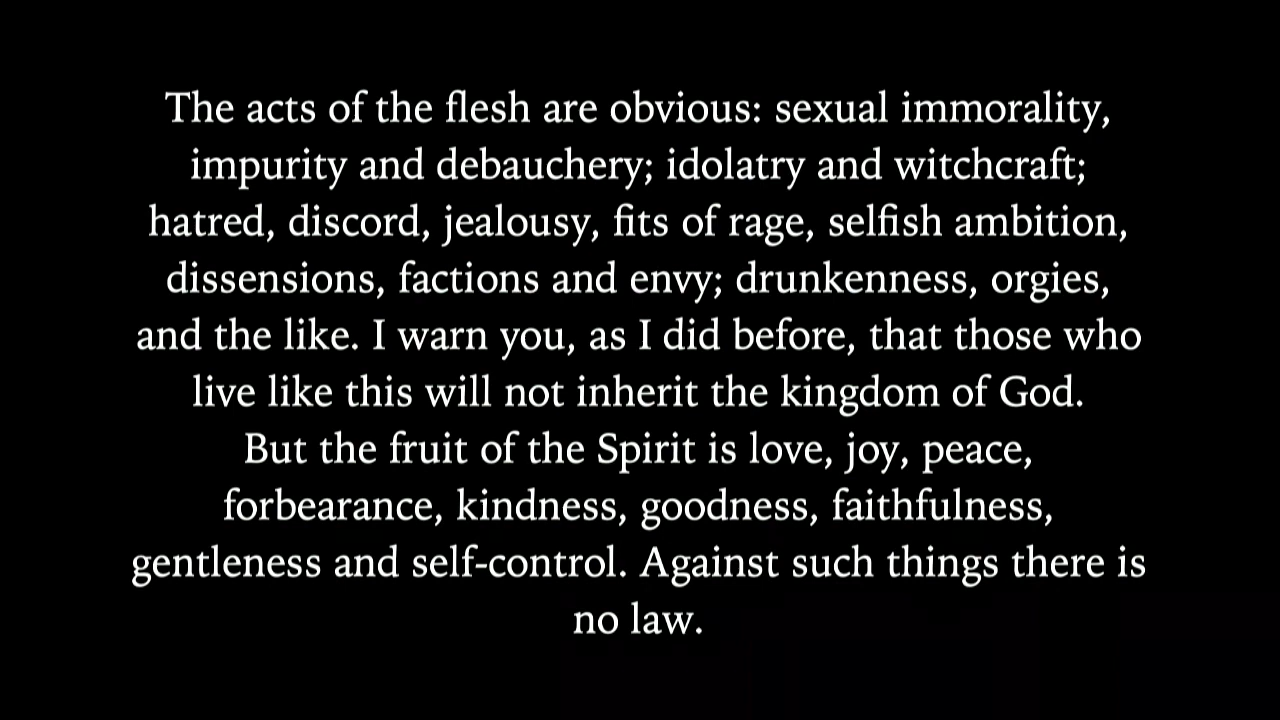 The acts of the flesh are obvious: sexual immorality,
impurity and debauchery; idolatry and witchcraft;
hatred, discord, jealousy, fits of rage, selfish ambition,
dissensions, factions and envy; drunkenness, orgies,
and the like. I warn you, as I did before, that those who
live like this will not inherit the kingdom of God.
But the fruit of the Spirit is love, joy, peace,
forbearance, kindness, goodness, faithfulness,
gentleness and self-control. Against such things there is
no law.